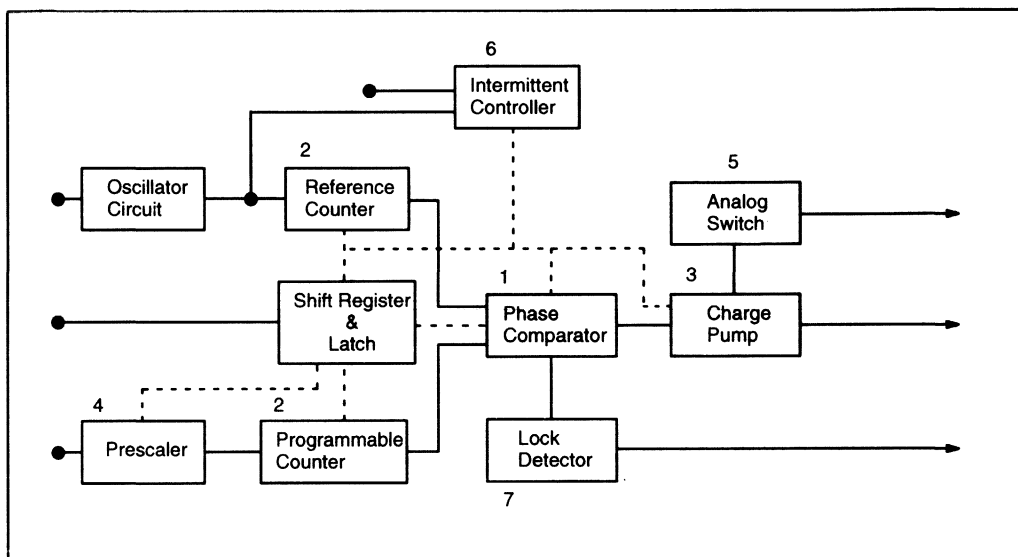 6
Intermittent
Controller
2
Oscillator
Circuit
Reference
Counter
5
Analog
Switch
Shift Register
&
Latch
1
Phase
Comparator
3
Charge
Pump
4
Prescaler
2
Programmable
Counter
Lock
Detector
7